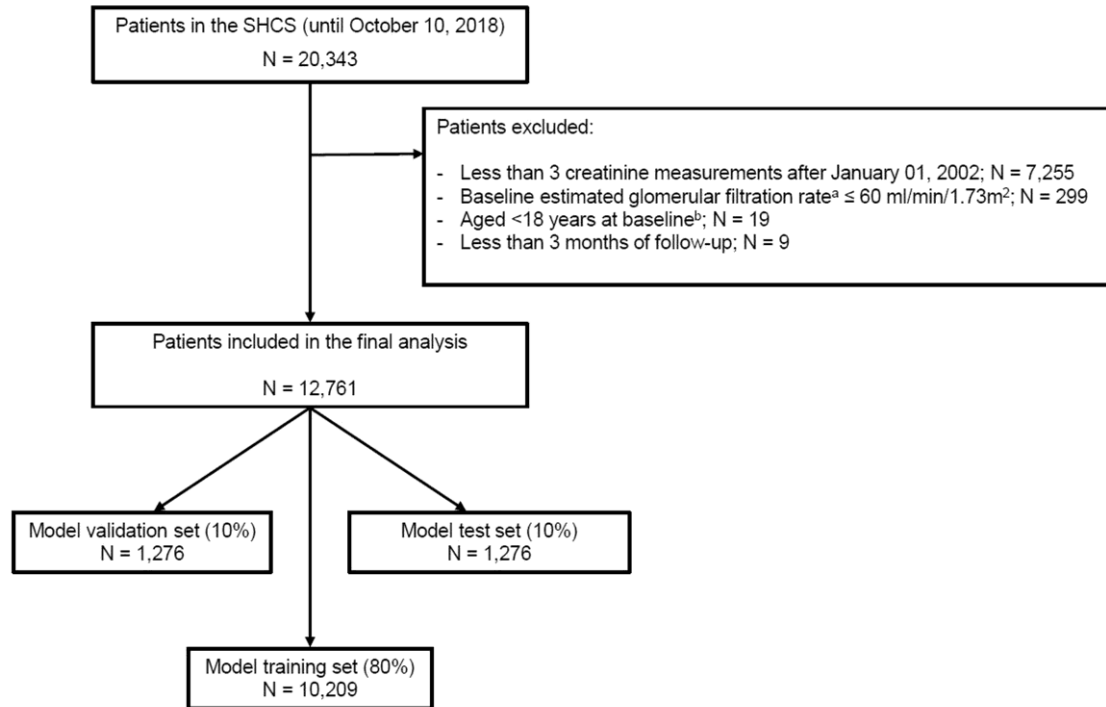 Patients in the SHCS (until October 10, 2018)
N = 20,343
Patients excluded:
- Less than 3 creatinine measurements after January 01, 2002; N = 7,255
- Baseline estimated glomerular filtration rateᵃ ≤ 60 ml/min/1.73m²; N = 299
- Aged <18 years at baselineᵇ; N = 19
- Less than 3 months of follow-up; N = 9
Patients included in the final analysis
N = 12,761
Model validation set (10%)
N = 1,276
Model test set (10%)
N = 1,276
Model training set (80%)
N = 10,209